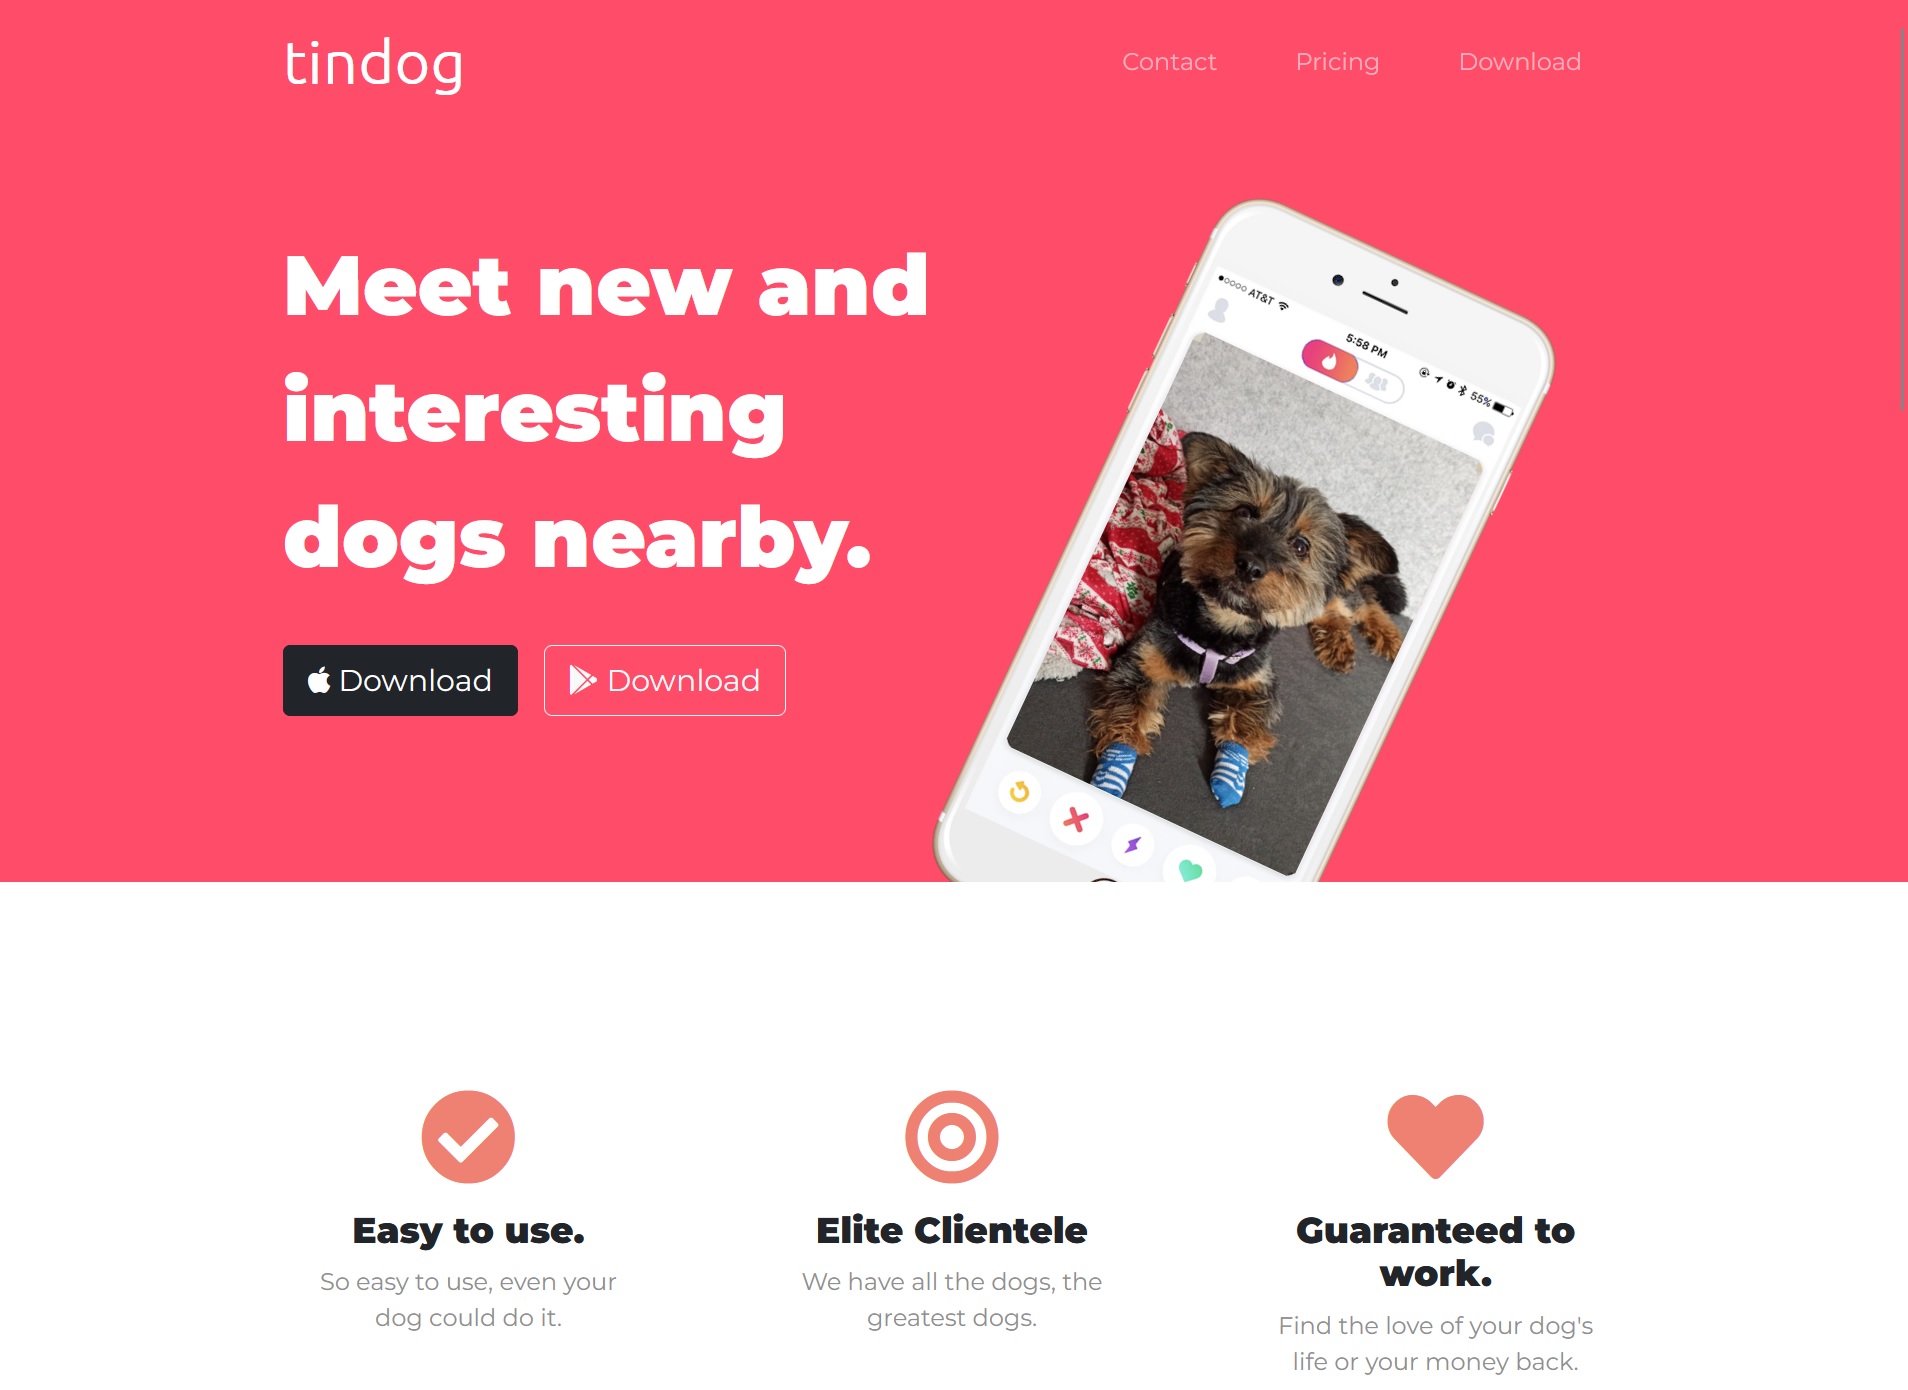 tindog
Contact
Pricing
Download
Meet new and
interesting
dogs nearby.
Download
Download
AT&T
5:58 PM
55%
Easy to use.
So easy to use, even your
dog could do it.
Elite Clientele
We have all the dogs, the
greatest dogs.
Guaranteed to
work.
Find the love of your dog's
life or your money back.